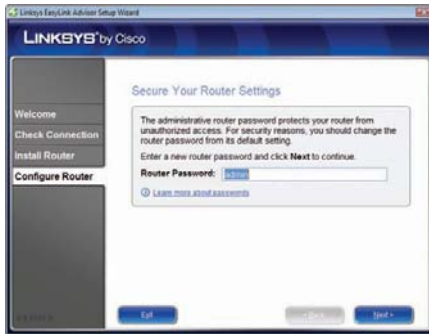 Linksys EasyLink Advisor Setup Wizard
LINKSYS® by Cisco
Secure Your Router Settings
Welcome
Check Connection
Install Router
Configure Router
The administrative router password protects your router from
unauthorized access. For security reasons, you should change the
router password from its default setting.
Enter a new router password and click Next to continue.
Router Password: admin
Learn more about passwords
Exit
< Back
Next >